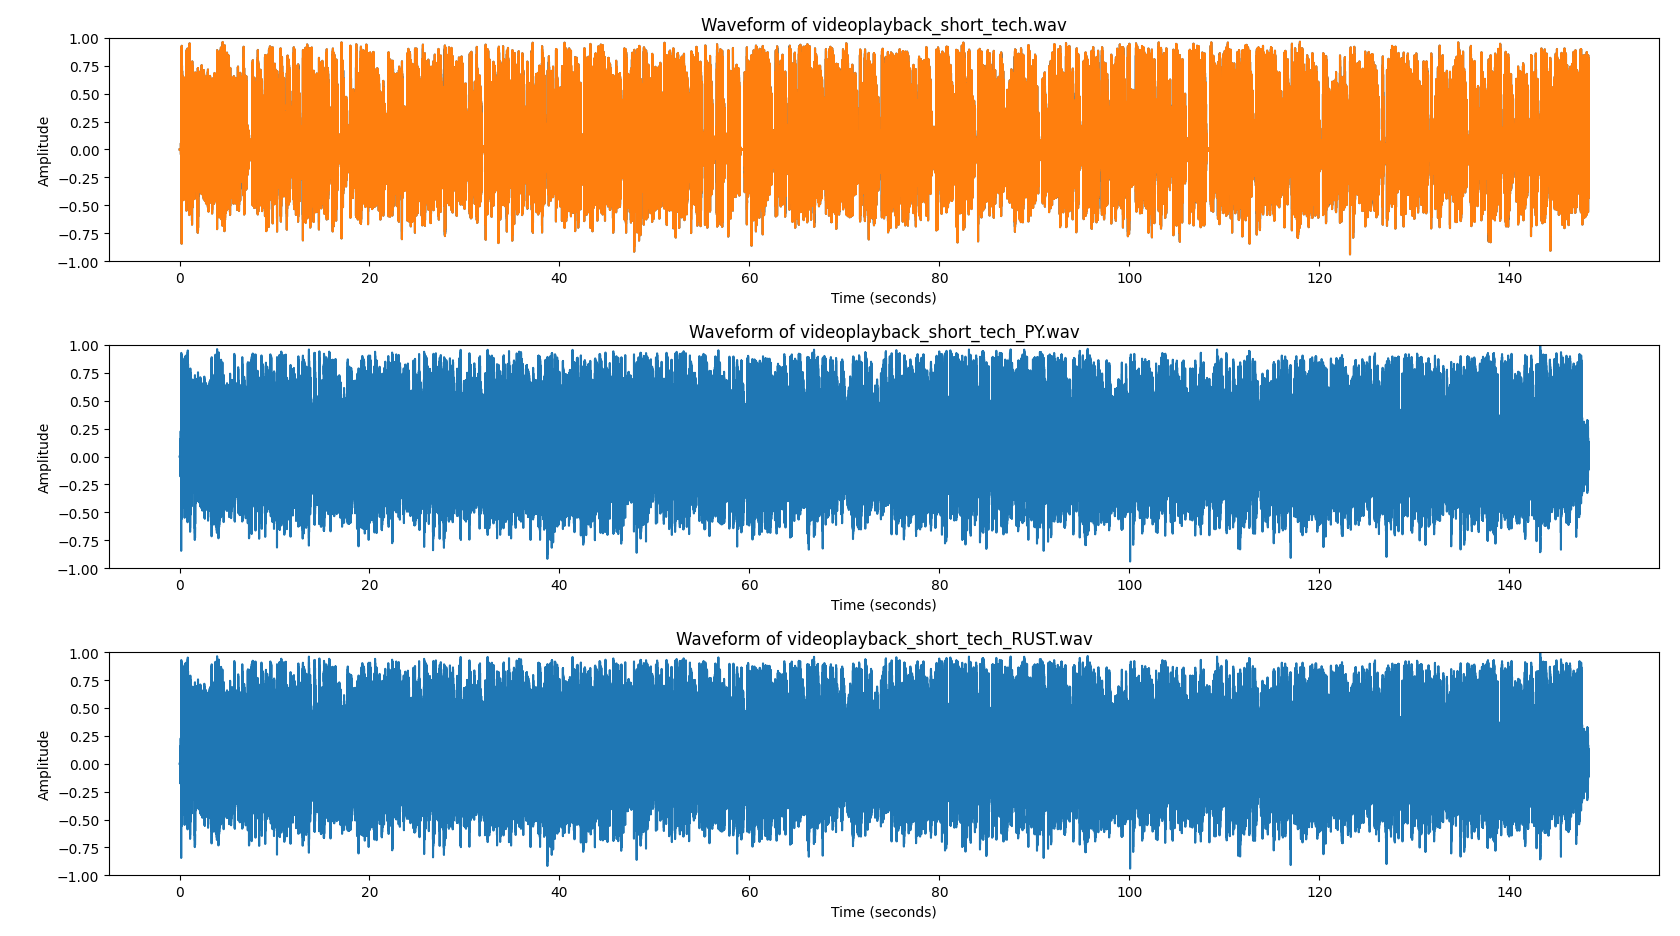 Waveform of videoplayback_short_tech.wav
1.00
0.75
0.50
0.25
0.00
−0.25
−0.50
−0.75
−1.00
Amplitude
0 20 40 60 80 100 120 140
Time (seconds)
Waveform of videoplayback_short_tech_PY.wav
1.00
0.75
0.50
0.25
0.00
−0.25
−0.50
−0.75
−1.00
Amplitude
0 20 40 60 80 100 120 140
Time (seconds)
Waveform of videoplayback_short_tech_RUST.wav
1.00
0.75
0.50
0.25
0.00
−0.25
−0.50
−0.75
−1.00
Amplitude
0 20 40 60 80 100 120 140
Time (seconds)